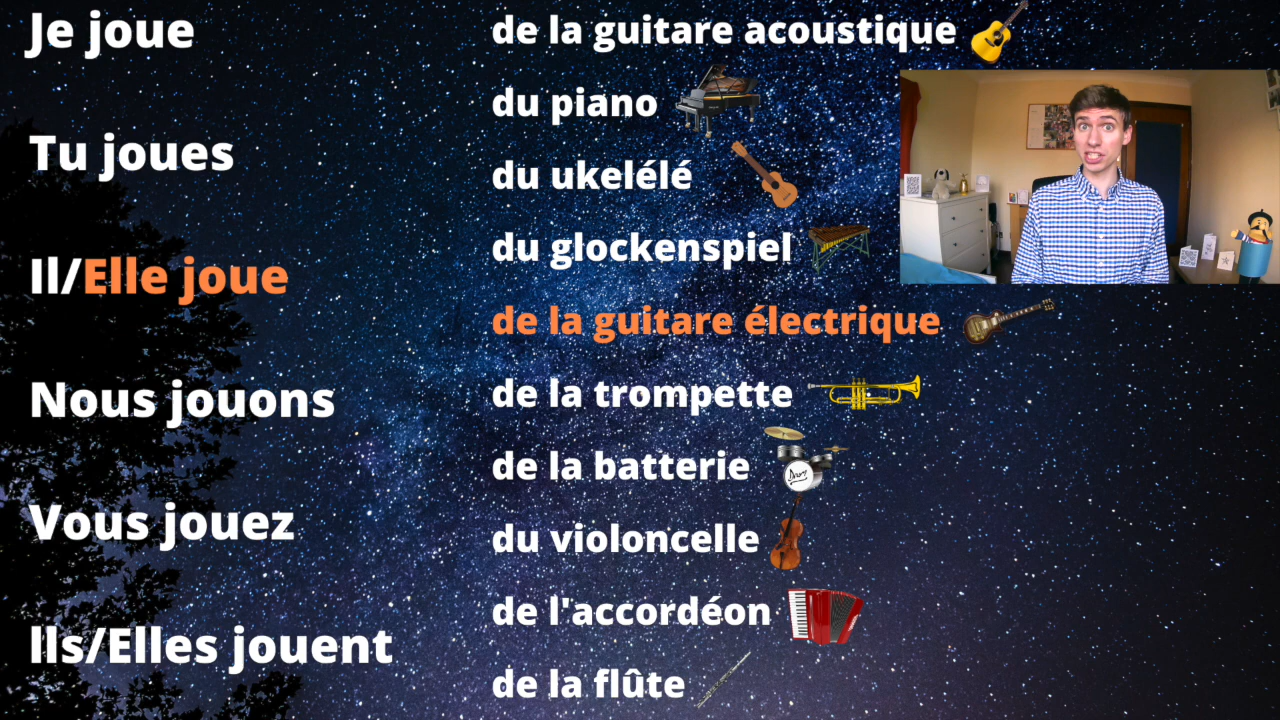 Je joue
Tu joues
Il/Elle joue
Nous jouons
Vous jouez
Ils/Elles jouent
de la guitare acoustique
du piano
du ukelélé
du glockenspiel
de la guitare électrique
de la trompette
de la batterie
du violoncelle
de l'accordéon
de la flûte